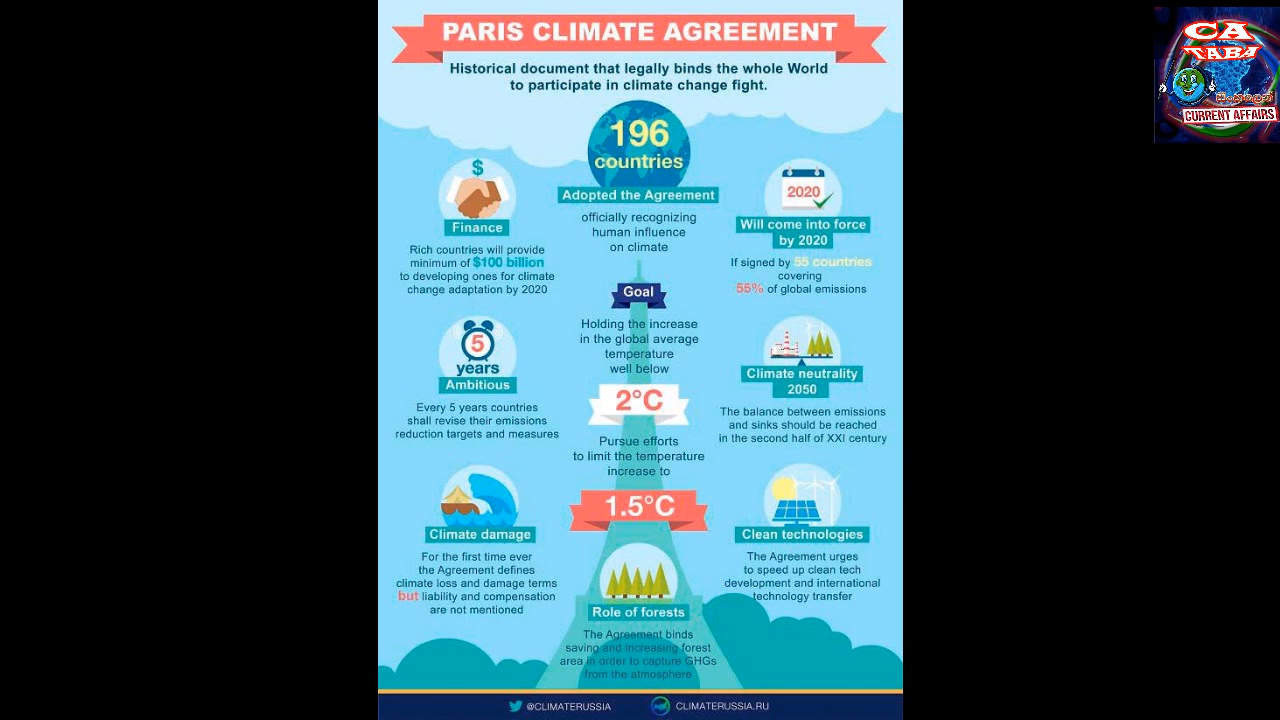 PARIS CLIMATE AGREEMENT
Historical document that legally binds the whole World
to participate in climate change fight.
196
countries
Adopted the Agreement
officially recognizing
human influence
on climate
$
Finance
Rich countries will provide
minimum of $100 billion
to developing ones for climate
change adaptation by 2020
2020
Will come into force
by 2020
If signed by 55 countries
covering
55% of global emissions
Goal
Holding the increase
in the global average
temperature
well below
2°C
Pursue efforts
to limit the temperature
increase to
1.5°C
5
years
Ambitious
Every 5 years countries
shall revise their emissions
reduction targets and measures
Climate neutrality
2050
The balance between emissions
and sinks should be reached
in the second half of XXI century
Climate damage
For the first time ever
the Agreement defines
climate loss and damage terms
but liability and compensation
are not mentioned
Clean technologies
The Agreement urges
to speed up clean tech
development and international
technology transfer
Role of forests
The Agreement binds
saving and increasing forest
area in order to capture GHGs
from the atmosphere
@CLIMATERUSSIA
CLIMATERUSSIA.RU
CA
TABA
CURRENT AFFAIRS